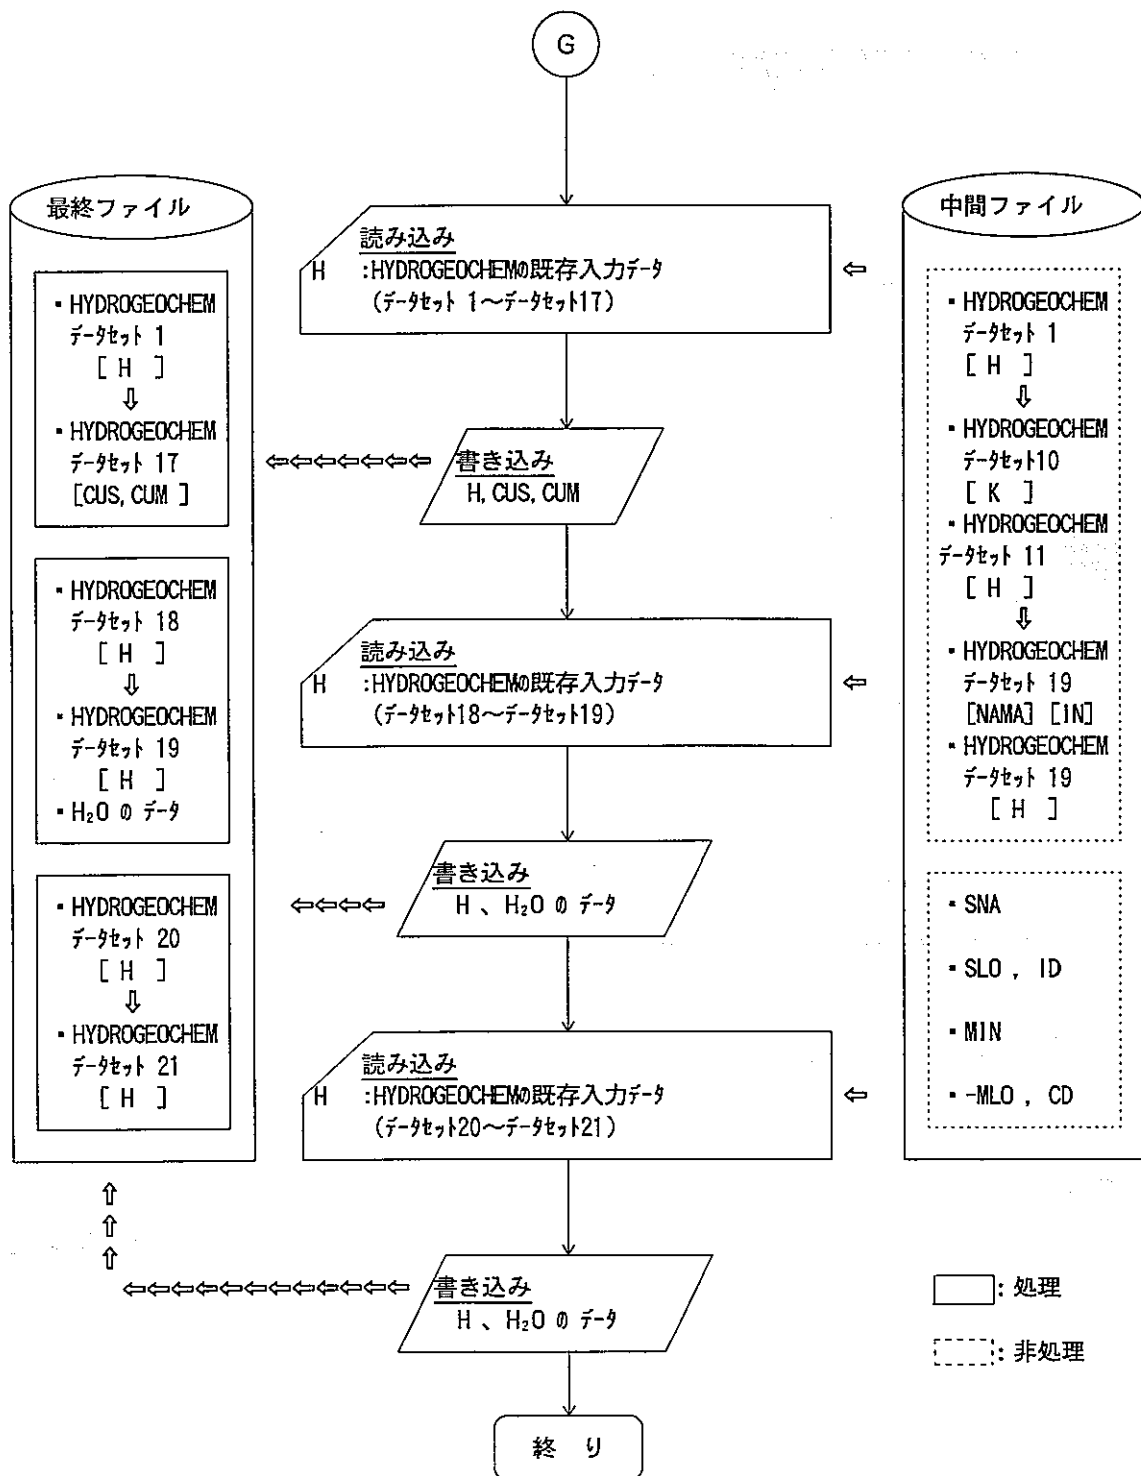 G
最終ファイル
・HYDROGEOCHEM
データセット 1
[ H ]
⇩
・HYDROGEOCHEM
データセット 17
[CUS, CUM ]
・HYDROGEOCHEM
データセット 18
[ H ]
⇩
・HYDROGEOCHEM
データセット 19
[ H ]
・H₂O の データ
・HYDROGEOCHEM
データセット 20
[ H ]
⇩
・HYDROGEOCHEM
データセット 21
[ H ]
読み込み
H :HYDROGEOCHEMの既存入力データ
(データセット 1～データセット17)
書き込み
H, CUS, CUM
読み込み
H :HYDROGEOCHEMの既存入力データ
(データセット18～データセット19)
書き込み
H 、H₂O の データ
読み込み
H :HYDROGEOCHEMの既存入力データ
(データセット20～データセット21)
書き込み
H 、H₂O の データ
終 り
中間ファイル
・HYDROGEOCHEM
データセット 1
[ H ]
⇩
・HYDROGEOCHEM
データセット10
[ K ]
・HYDROGEOCHEM
データセット 11
[ H ]
⇩
・HYDROGEOCHEM
データセット 19
[NAMA] [IN]
・HYDROGEOCHEM
データセット 19
[ H ]
・SNA
・SLO , ID
・MIN
・-MLO , CD
: 処理
: 非処理